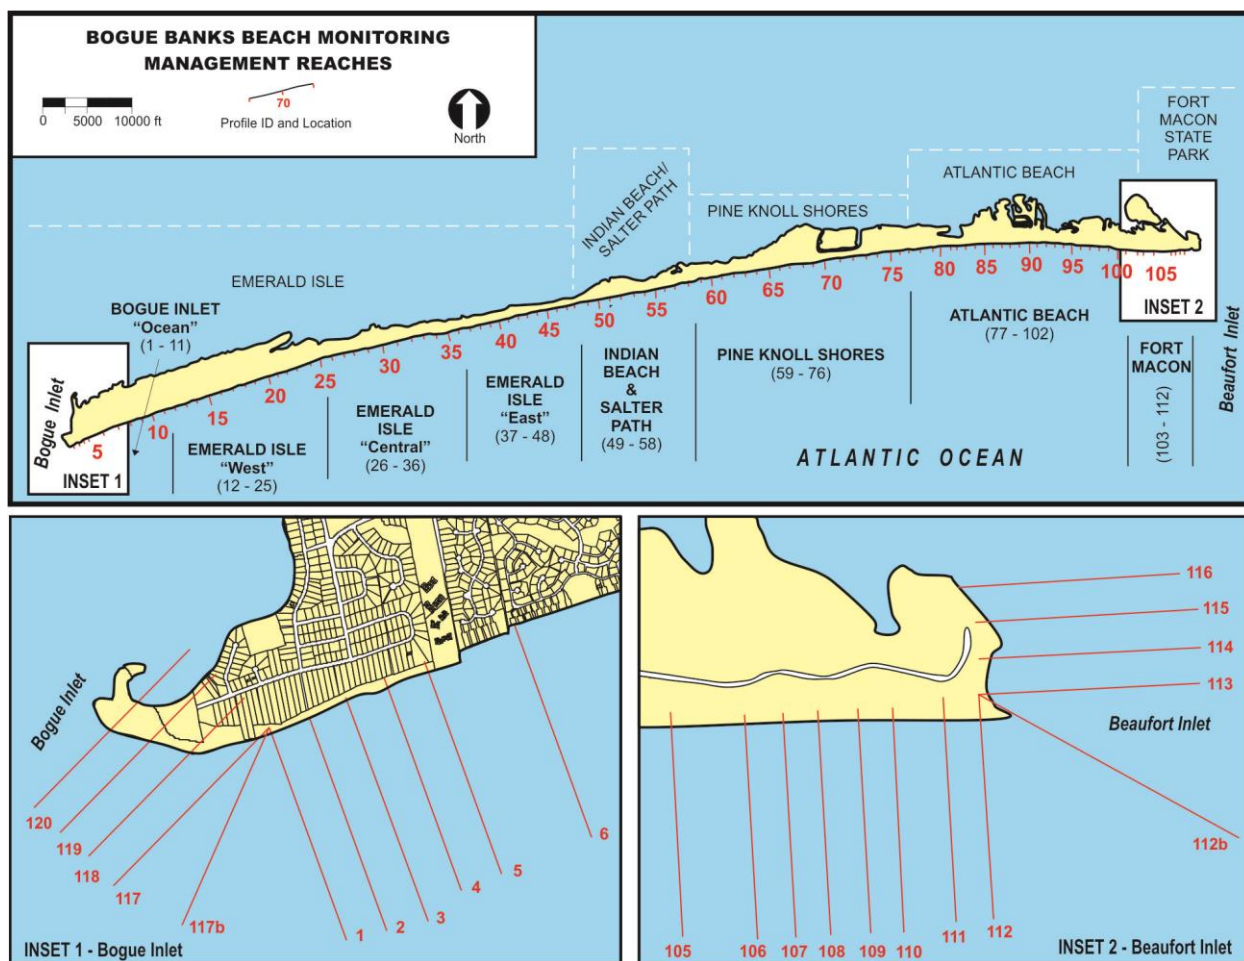 BOGUE BANKS BEACH MONITORING
MANAGEMENT REACHES
0 5000 10000 ft
70
Profile ID and Location
North
FORT
MACON
STATE
PARK
ATLANTIC BEACH
INDIAN BEACH/
SALTER PATH
PINE KNOLL SHORES
EMERALD ISLE
BOGUE INLET
“Ocean”
(1 - 11)
Bogue Inlet
5
10
15
20
25
30
35
40
45
50
55
60
65
70
75
80
85
90
95
100
105
INSET 1
INSET 2
Beaufort Inlet
EMERALD ISLE
“West”
(12 - 25)
EMERALD
ISLE
“Central”
(26 - 36)
EMERALD
ISLE
“East”
(37 - 48)
INDIAN
BEACH
&
SALTER
PATH
(49 - 58)
PINE KNOLL SHORES
(59 - 76)
ATLANTIC BEACH
(77 - 102)
FORT
MACON
(103 - 112)
ATLANTIC OCEAN
Bogue Inlet
120
119
118
117
117b
1
2
3
4
5
6
INSET 1 - Bogue Inlet
116
115
114
113
Beaufort Inlet
112b
105
106
107
108
109
110
111
112
INSET 2 - Beaufort Inlet